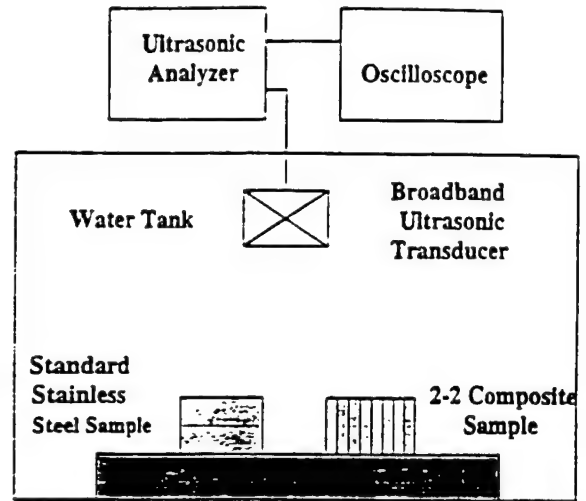 Ultrasonic
Analyzer
Oscilloscope
Water Tank
Broadband
Ultrasonic
Transducer
Standard
Stainless
Steel Sample
2-2 Composite
Sample